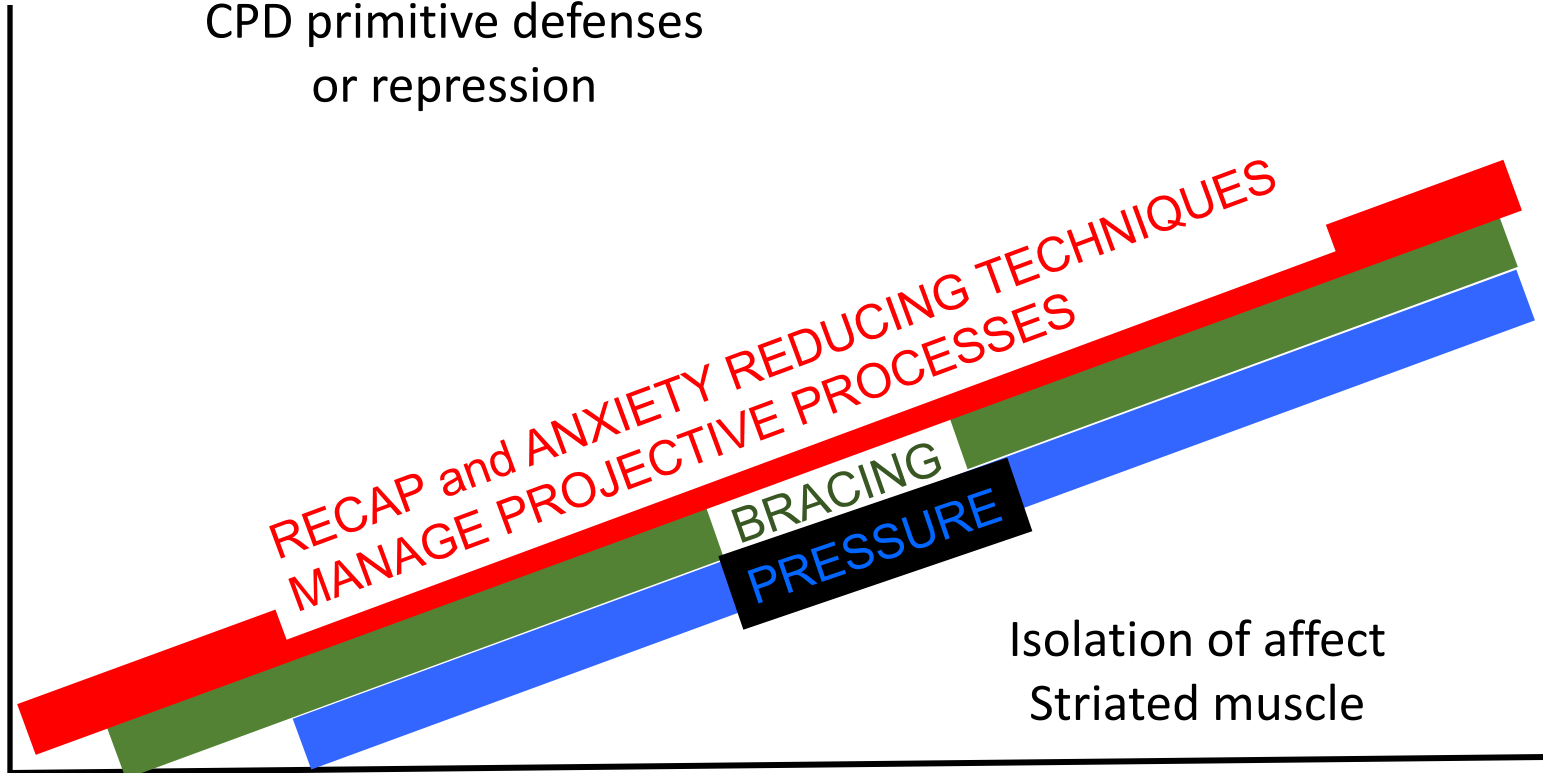 CPD primitive defenses
or repression
RECAP and ANXIETY REDUCING TECHNIQUES
MANAGE PROJECTIVE PROCESSES
BRACING
PRESSURE
Isolation of affect
Striated muscle